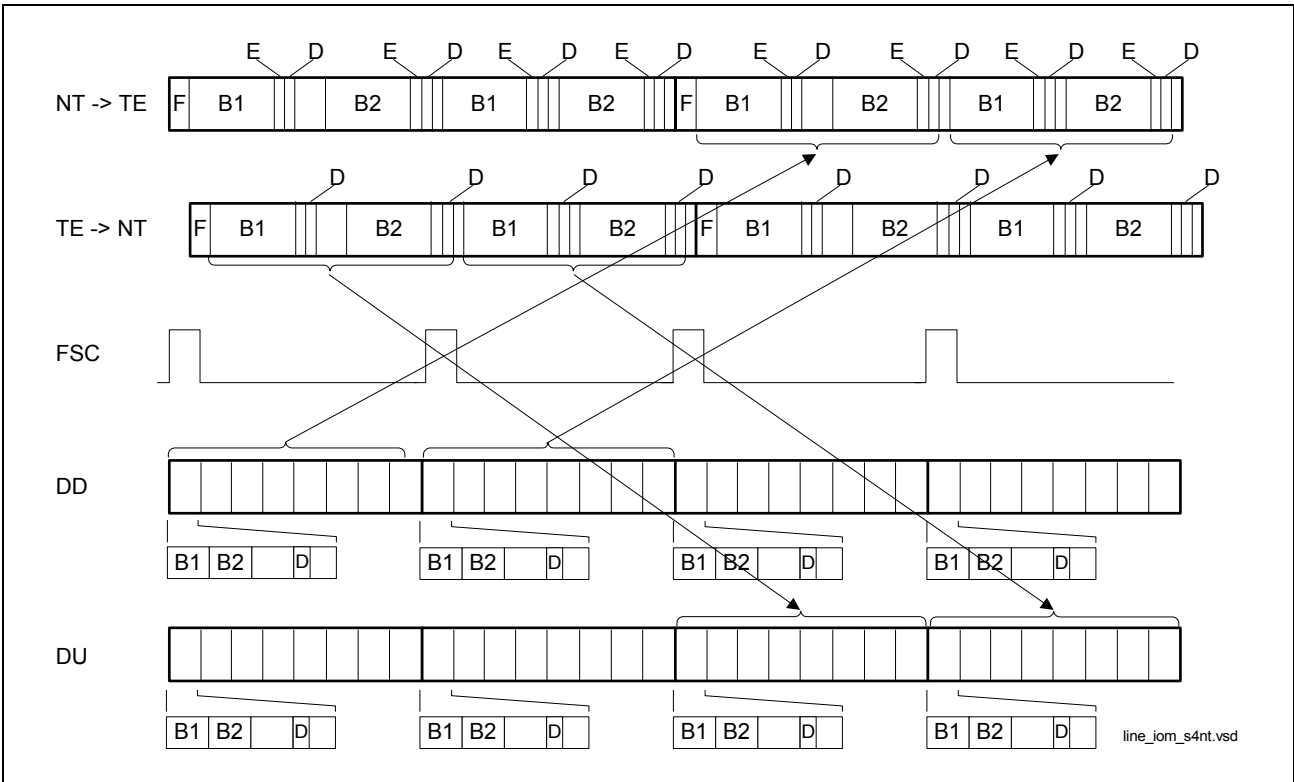 E D E D E D E D E D E D E D E D
NT -> TE F B1 B2 B1 B2 F B1 B2 B1 B2
D D D D D D D D
TE -> NT F B1 B2 B1 B2 F B1 B2 B1 B2
FSC
DD
B1 B2 D B1 B2 D B1 B2 D B1 B2 D
DU
B1 B2 D B1 B2 D B1 B2 D B1 B2 D
line_iom_s4nt.vsd